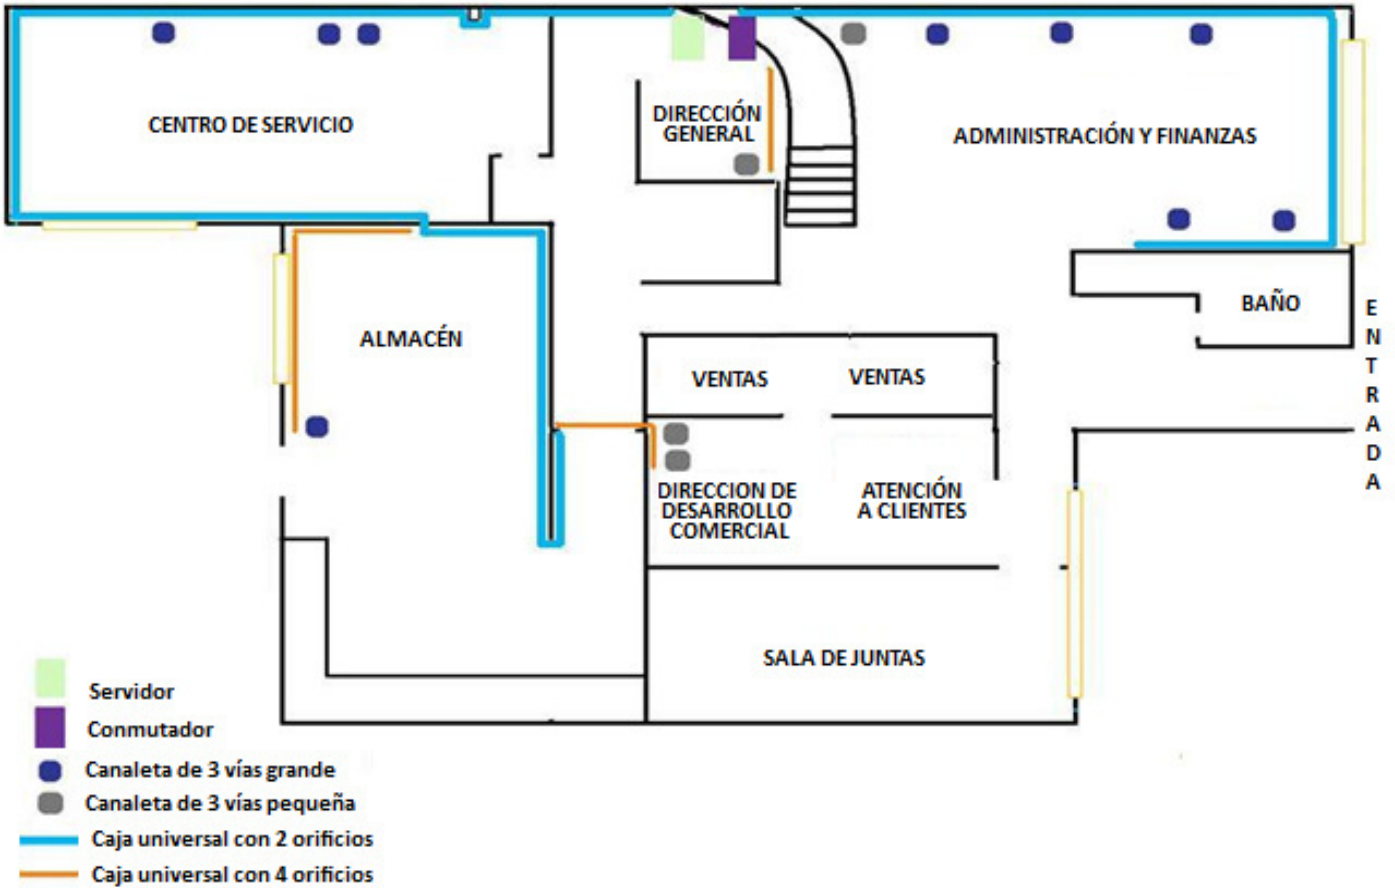 CENTRO DE SERVICIO
DIRECCIÓN
GENERAL
ADMINISTRACIÓN Y FINANZAS
BAÑO
E
N
T
R
A
D
A
ALMACÉN
VENTAS
VENTAS
DIRECCION DE
DESARROLLO
COMERCIAL
ATENCIÓN
A CLIENTES
SALA DE JUNTAS
Servidor
Conmutador
Canaleta de 3 vías grande
Canaleta de 3 vías pequeña
Caja universal con 2 orificios
Caja universal con 4 orificios